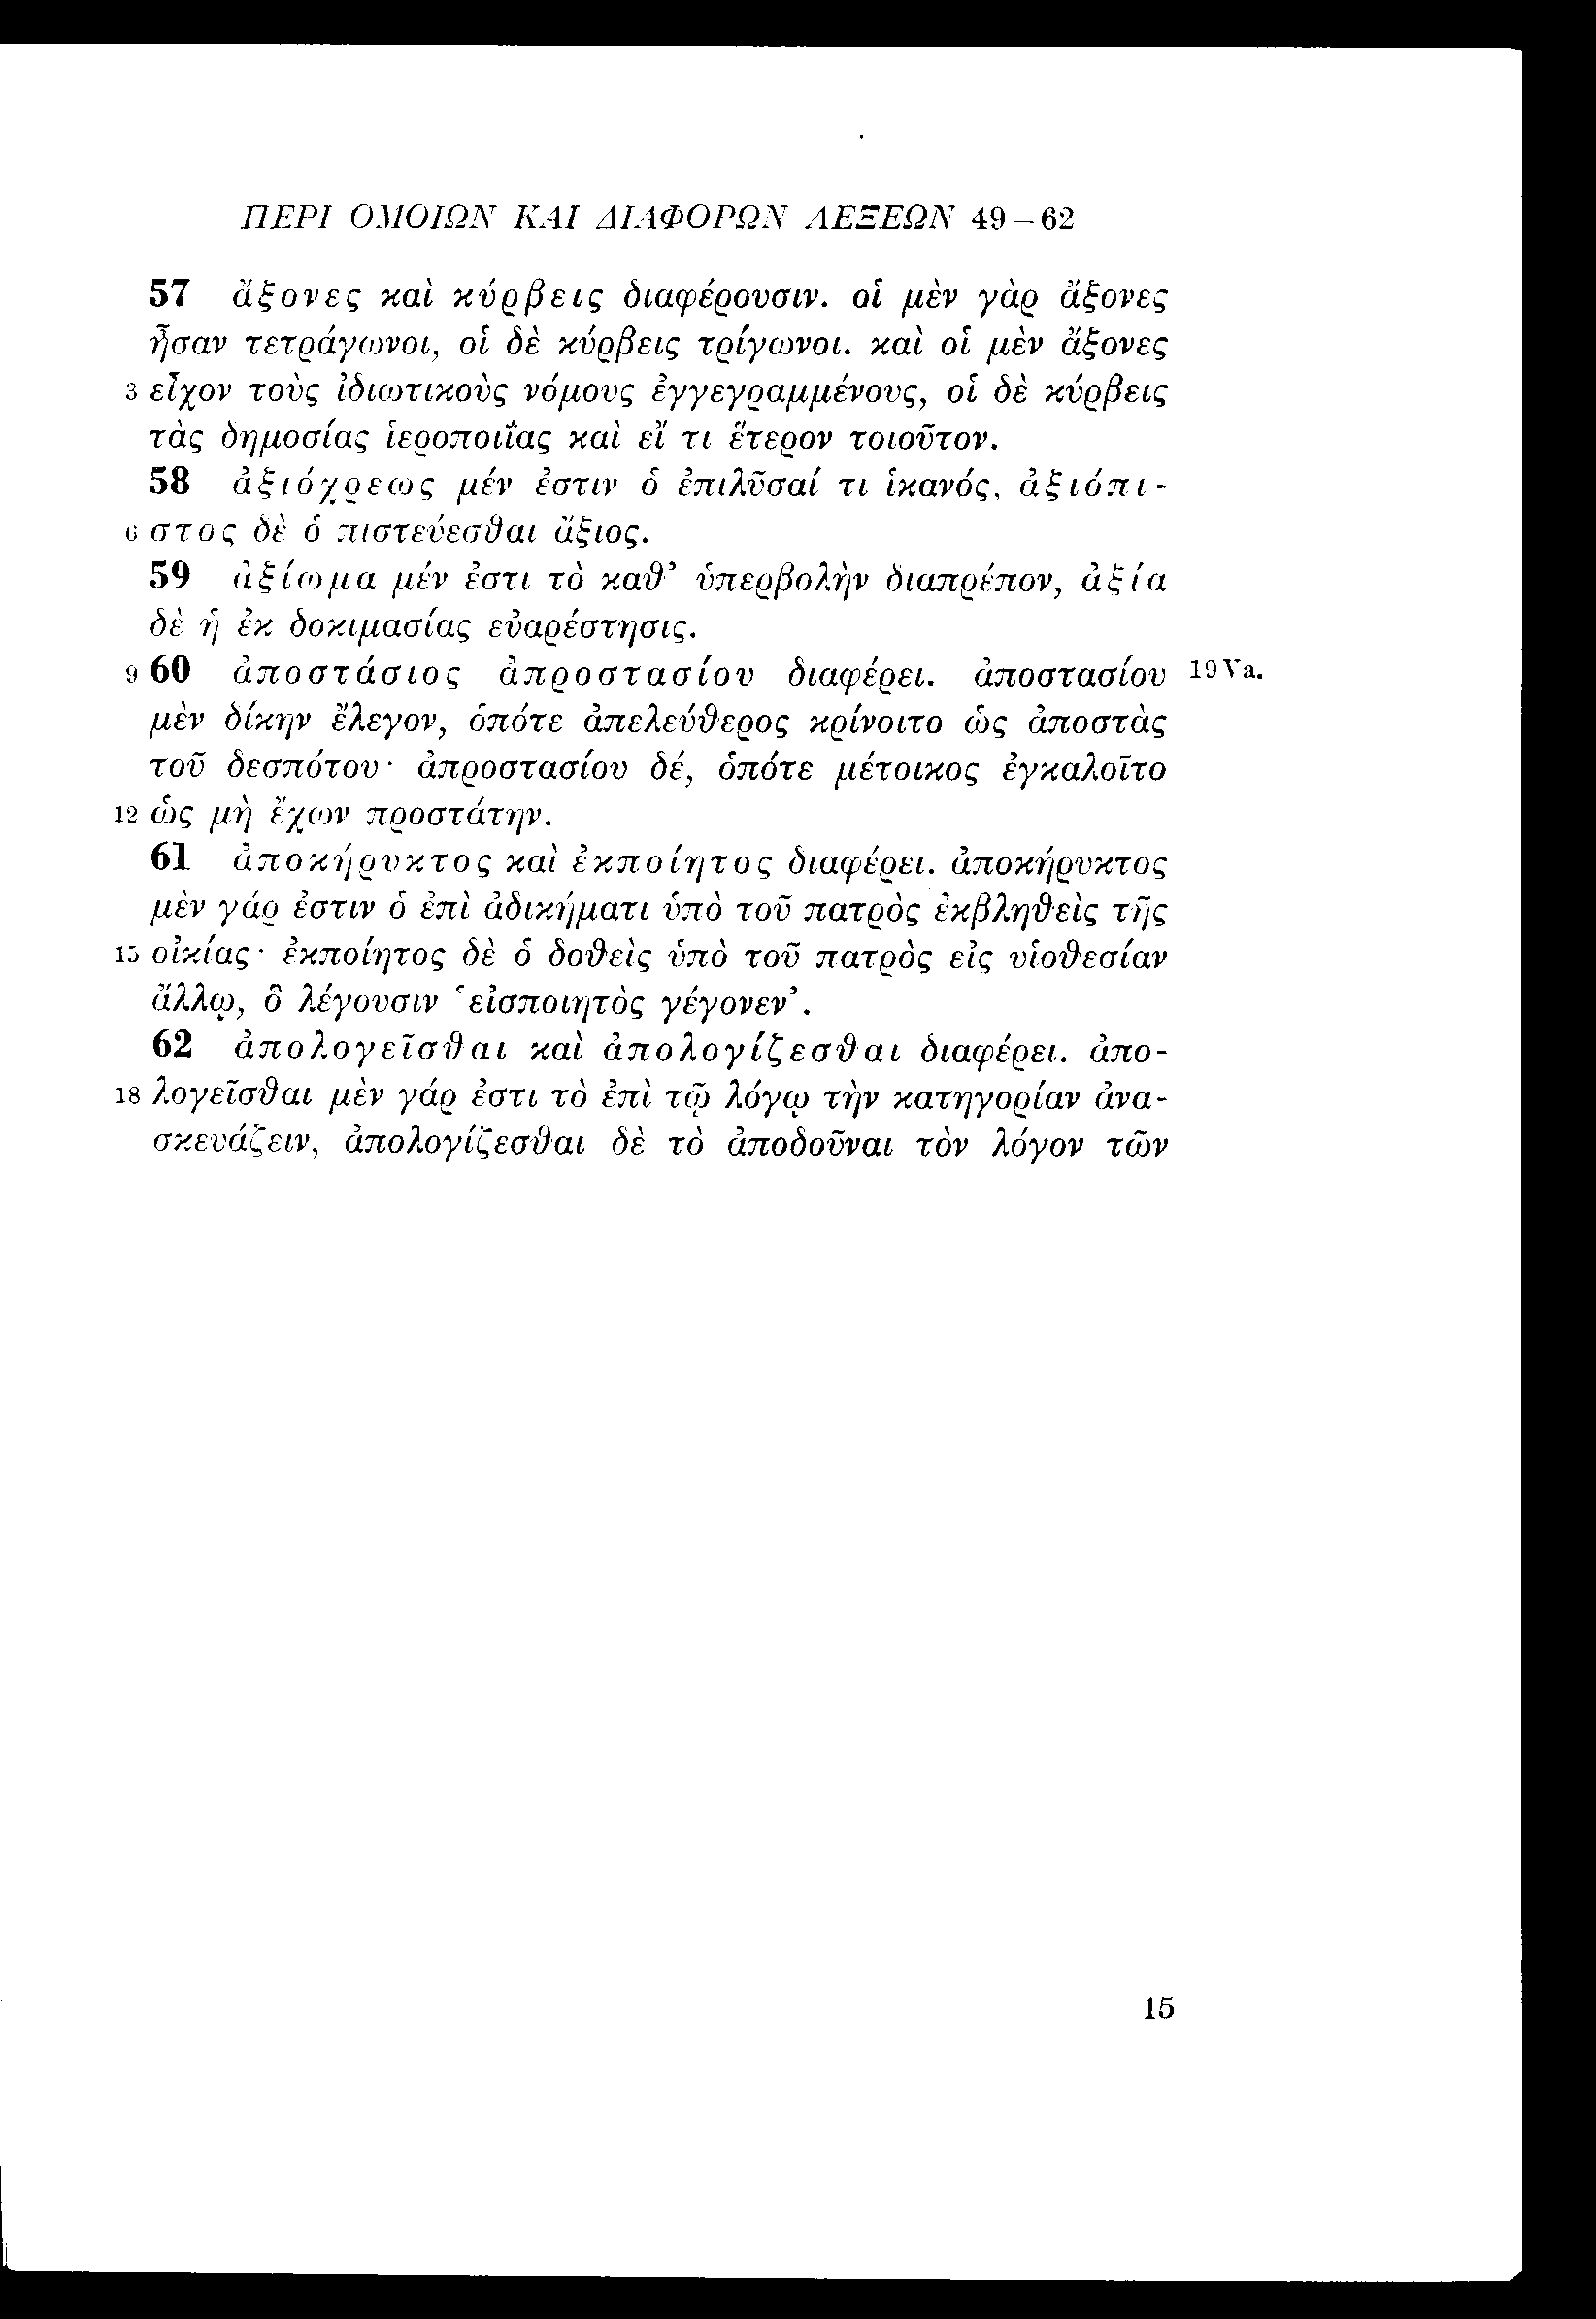 ΠΕΡΙ ΟΜΟΙΩΝ ΚΑΙ ΔΙΑΦΟΡΩΝ ΛΕΞΕΩΝ 49–62
57 ἄξονες καὶ κύρβεις διαφέρουσιν. οἱ μὲν γὰρ ἄξονες
ἦσαν τετράγωνοι, οἱ δὲ κύρβεις τρίγωνοι. καὶ οἱ μὲν ἄξονες
3 εἶχον τοὺς ἰδιωτικοὺς νόμους ἐγγεγραμμένους, οἱ δὲ κύρβεις
τὰς δημοσίας ἱεροποιΐας καὶ εἴ τι ἕτερον τοιοῦτον.
58 ἀξιόχρεως μέν ἐστιν ὁ ἐπιλῦσαί τι ἱκανός, ἀξιόπι-
6 στος δὲ ὁ πιστεύεσθαι ἄξιος.
59 ἀξίωμα μέν ἐστι τὸ καθ’ ὑπερβολὴν διαπρέπον, ἀξία
δὲ ἡ ἐκ δοκιμασίας εὐαρέστησις.
9 60 ἀποστάσιος ἀπροστασίου διαφέρει. ἀποστασίου 19 Va.
μὲν δίκην ἔλεγον, ὁπότε ἀπελεύθερος κρίνοιτο ὡς ἀποστὰς
τοῦ δεσπότου· ἀπροστασίου δέ, ὁπότε μέτοικος ἐγκαλοῖτο
12 ὡς μὴ ἔχων προστάτην.
61 ἀποκήρυκτος καὶ ἐκποίητος διαφέρει. ἀποκήρυκτος
μὲν γάρ ἐστιν ὁ ἐπὶ ἀδικήματι ὑπὸ τοῦ πατρὸς ἐκβληθεὶς τῆς
15 οἰκίας· ἐκποίητος δὲ ὁ δοθεὶς ὑπὸ τοῦ πατρὸς εἰς υἱοθεσίαν
ἄλλῳ, ὃ λέγουσιν ‘εἰσποιητὸς γέγονεν’.
62 ἀπολογεῖσθαι καὶ ἀπολογίζεσθαι διαφέρει. ἀπο-
18 λογεῖσθαι μὲν γάρ ἐστι τὸ ἐπὶ τῷ λόγῳ τὴν κατηγορίαν ἀνα-
σκευάζειν, ἀπολογίζεσθαι δὲ τὸ ἀποδοῦναι τὸν λόγον τῶν
15